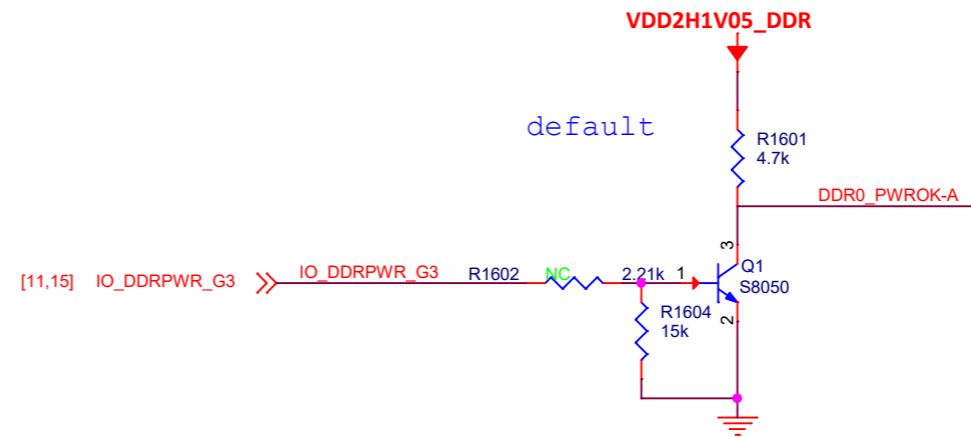 VDD2H1V05_DDR
default
R1601
4.7k
DDR0_PWROK-A
3
[11,15] IO_DDRPWR_G3 IO_DDRPWR_G3 R1602 NC 2.21k 1 Q1
S8050
R1604
15k
2